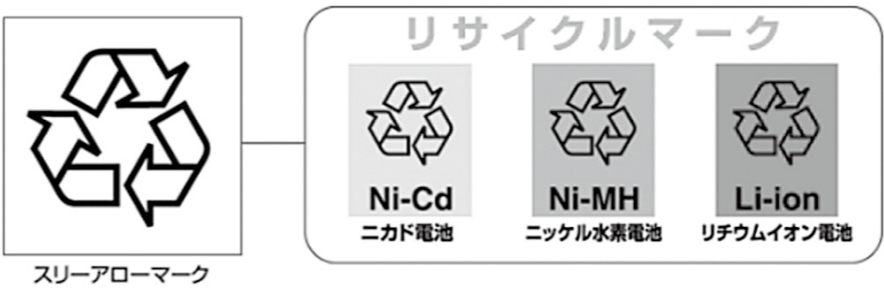 リサイクルマーク
Ni-Cd
ニカド電池
Ni-MH
ニッケル水素電池
Li-ion
リチウムイオン電池
スリーアローマーク